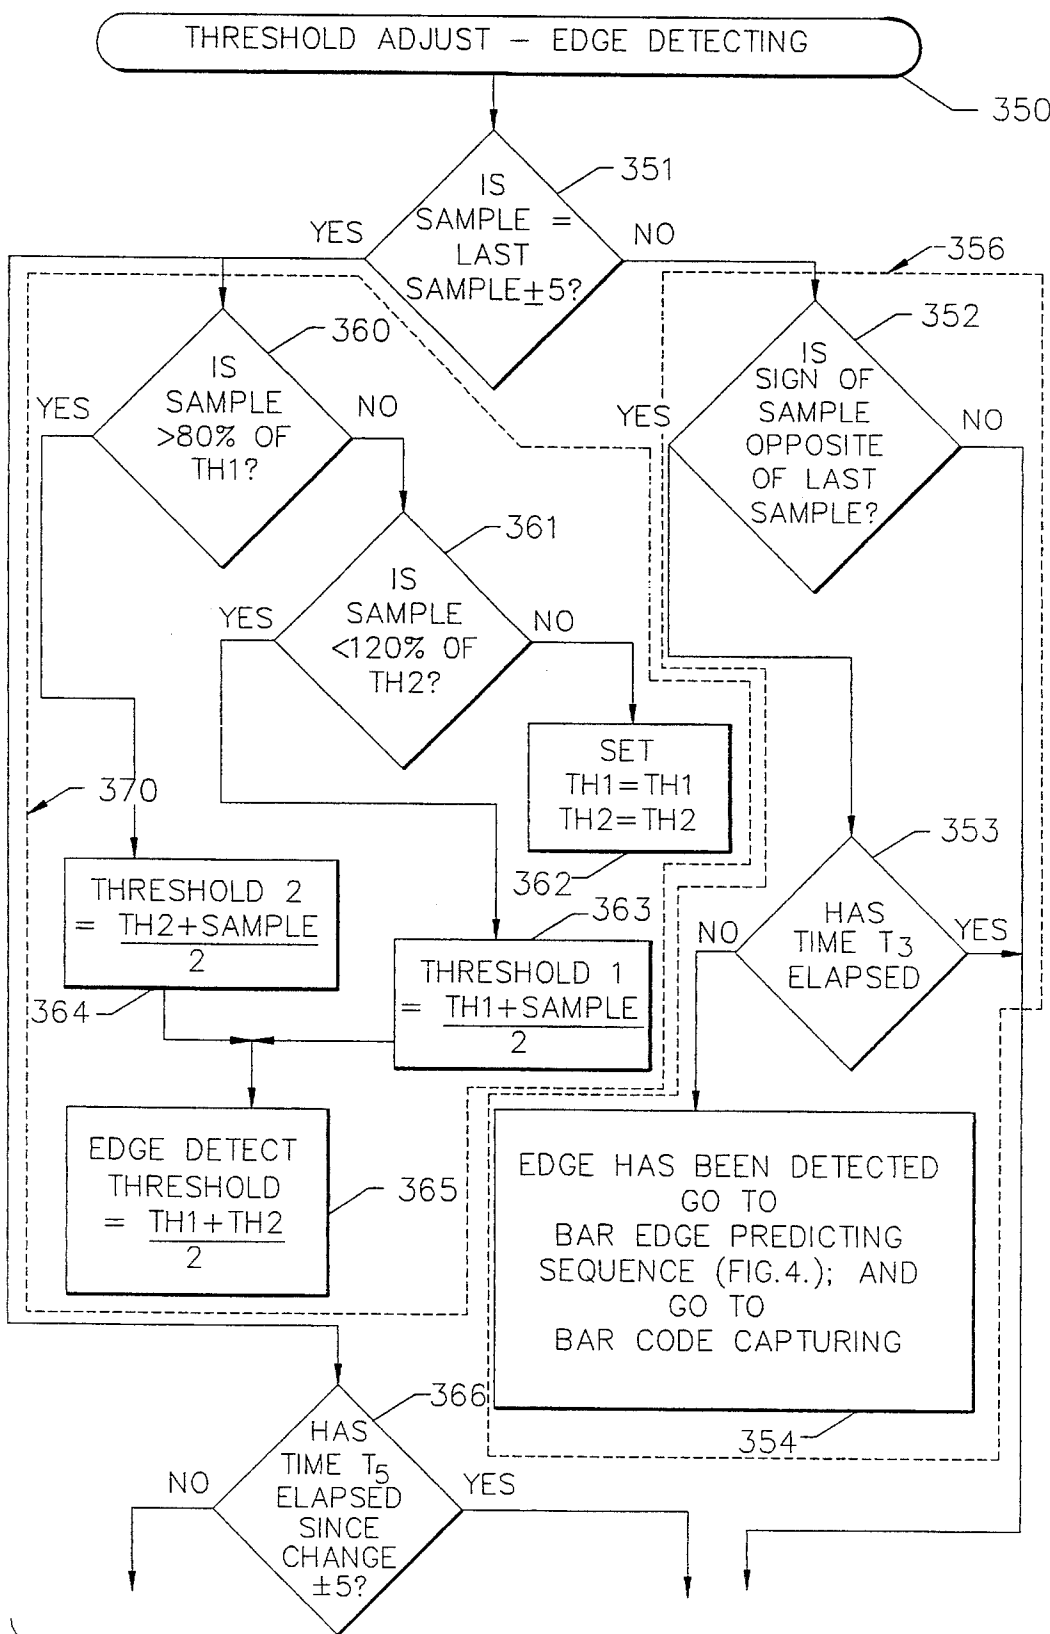 THRESHOLD ADJUST – EDGE DETECTING
350
351
IS
SAMPLE =
LAST
SAMPLE±5?
YES
NO
356
360
IS
SAMPLE
>80% OF
TH1?
YES
NO
352
IS
SIGN OF
SAMPLE
OPPOSITE
OF LAST
SAMPLE?
YES
NO
361
IS
SAMPLE
<120% OF
TH2?
YES
NO
SET
TH1=TH1
TH2=TH2
362
370
353
HAS
TIME T3
ELAPSED
NO
YES
THRESHOLD 2
= TH2+SAMPLE
2
364
363
THRESHOLD 1
= TH1+SAMPLE
2
EDGE DETECT
THRESHOLD
= TH1+TH2
2
365
EDGE HAS BEEN DETECTED
GO TO
BAR EDGE PREDICTING
SEQUENCE (FIG.4.); AND
GO TO
BAR CODE CAPTURING
354
366
HAS
TIME T5
ELAPSED
SINCE
CHANGE
±5?
NO
YES